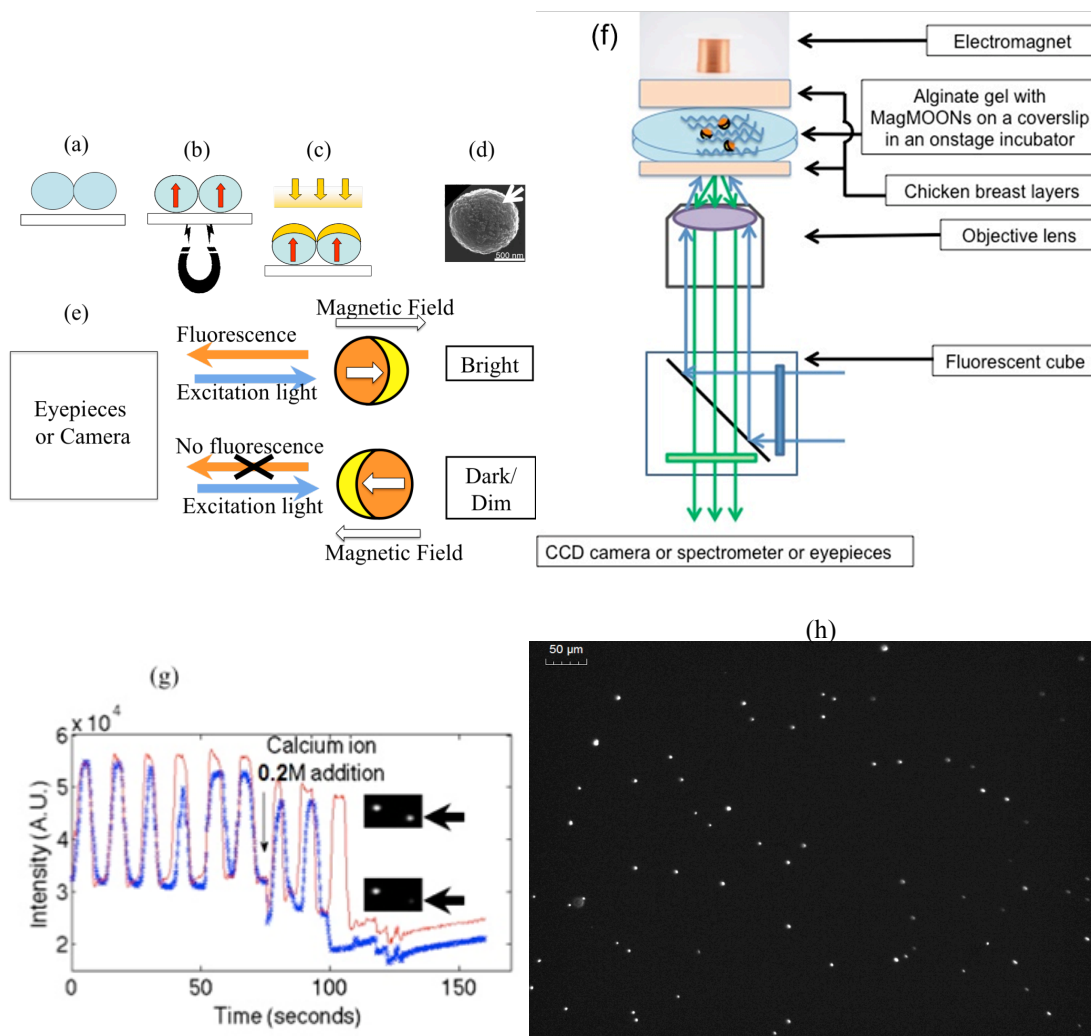 (a)
(b)
(c)
(d)
500 nm
(e)
Magnetic Field
Fluorescence
Excitation light
Bright
Eyepieces
or Camera
No fluorescence
Excitation light
Dark/
Dim
Magnetic Field
(f)
Electromagnet
Alginate gel with
MagMOONs on a coverslip
in an onstage incubator
Chicken breast layers
Objective lens
Fluorescent cube
CCD camera or spectrometer or eyepieces
(g)
x 10^4
6
5
4
3
2
Intensity (A.U.)
Calcium ion
0.2M addition
0
50
100
150
Time (seconds)
(h)
50 µm